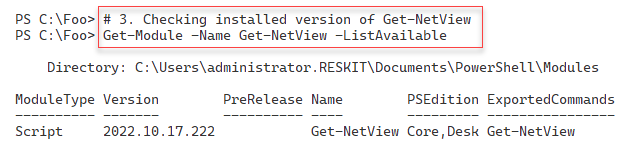 PS C:\Foo> # 3. Checking installed version of Get-NetView
PS C:\Foo> Get-Module -Name Get-NetView -ListAvailable
    Directory: C:\Users\administrator.RESKIT\Documents\PowerShell\Modules
ModuleType Version    PreRelease Name    PSEdition ExportedCommands
---------- -------    ---------- ----    --------- ----------------
Script     2022.10.17.222        Get-NetView Core,Desk Get-NetView